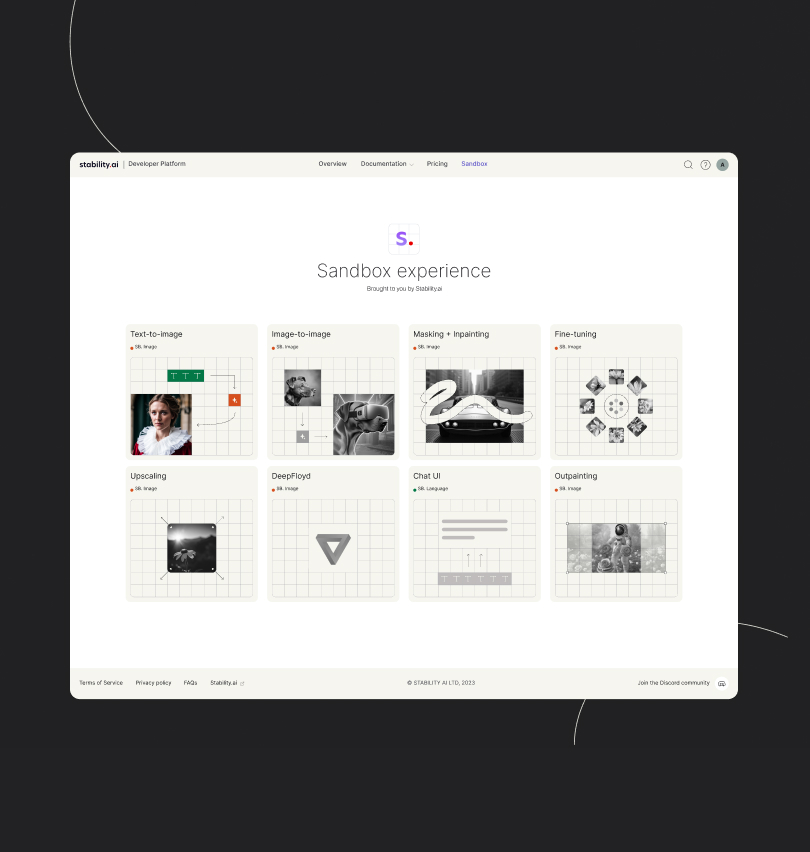 stability.ai | Developer Platform
Overview Documentation Pricing Sandbox
A
S.
Sandbox experience
Brought to you by Stability.ai
Text-to-image
SB. Image
T T T
Image-to-image
SB. Image
Masking + Inpainting
SB. Image
Fine-tuning
SB. Image
Upscaling
SB. Image
DeepFloyd
SB. Image
Chat UI
SB. Language
T T T T T T
Outpainting
SB. Image
Terms of Service Privacy policy FAQs Stability.ai
© STABILITY AI LTD, 2023
Join the Discord community